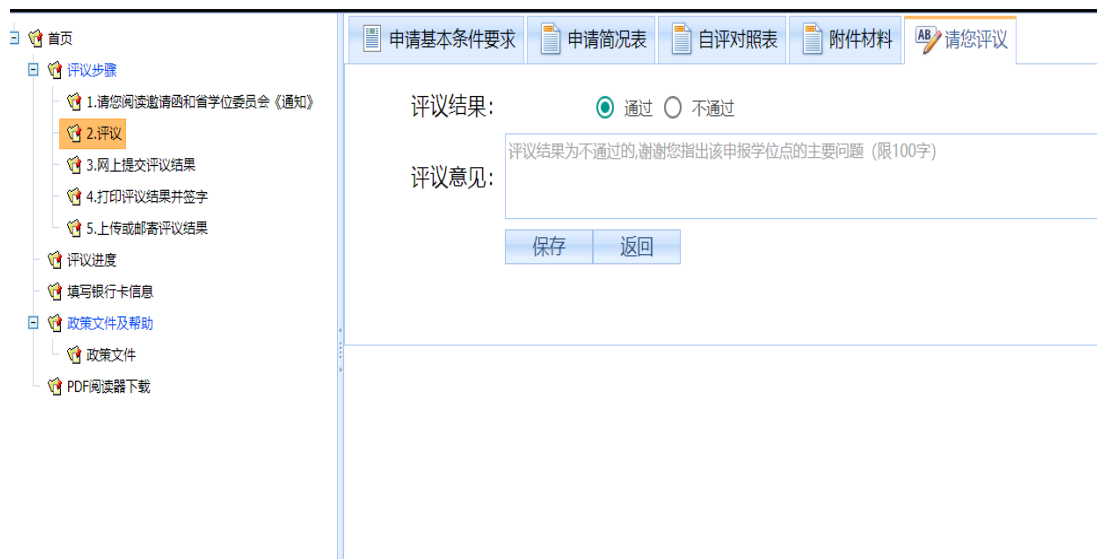 首页
评议步骤
1.请您阅读邀请函和省学位委员会《通知》
2.评议
3.网上提交评议结果
4.打印评议结果并签字
5.上传或邮寄评议结果
评议进度
填写银行卡信息
政策文件及帮助
政策文件
PDF阅读器下载
申请基本条件要求 申请简况表 自评对照表 附件材料 请您评议
评议结果: 通过 不通过
评议意见:
评议结果为不通过的,谢谢您指出该申报学位点的主要问题（限100字）
保存 返回